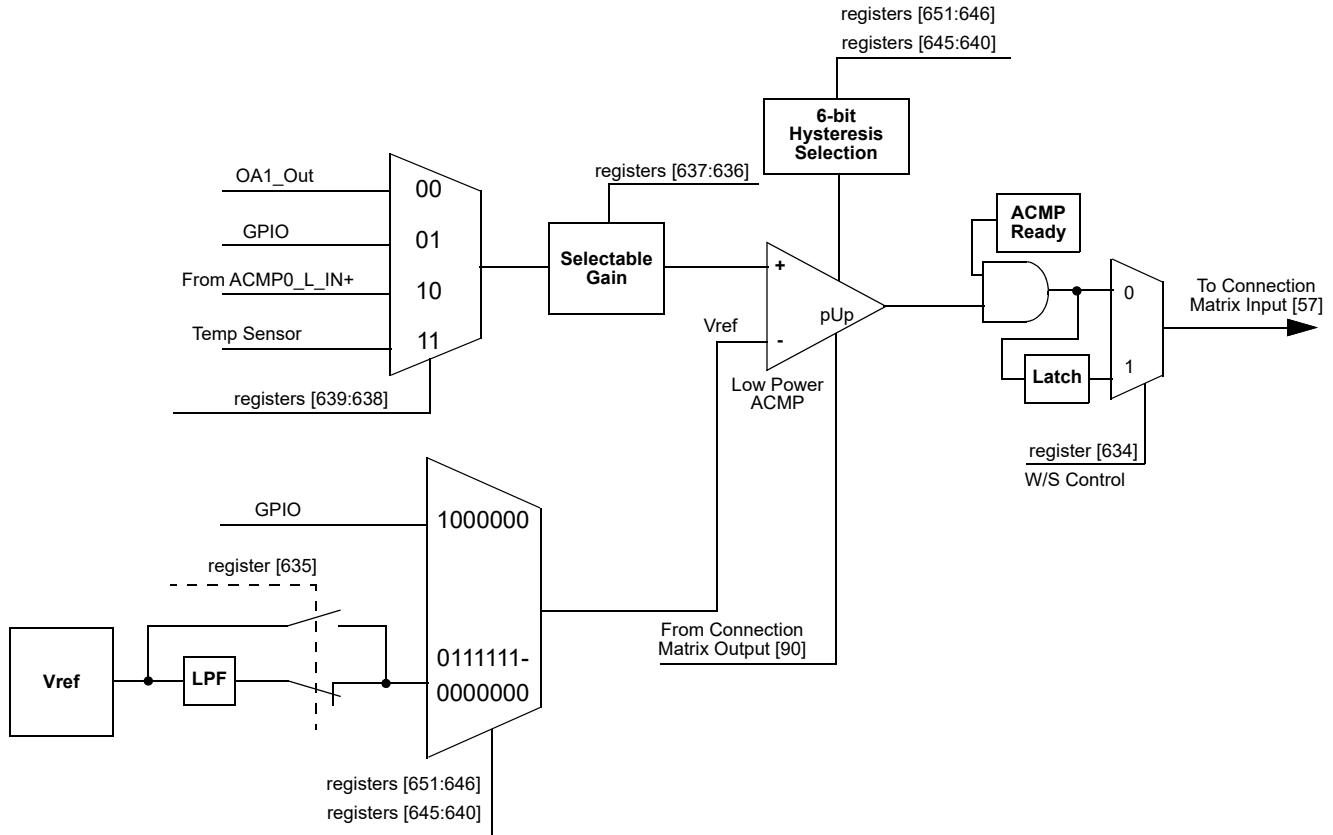 registers [651:646]
registers [645:640]
6-bit
Hysteresis
Selection
registers [637:636]
OA1_Out
GPIO
From ACMP0_L_IN+
Temp Sensor
00
01
10
11
registers [639:638]
Selectable
Gain
+
-
pUp
Vref
Low Power
ACMP
ACMP
Ready
Latch
0
1
To Connection
Matrix Input [57]
register [634]
W/S Control
GPIO
1000000
register [635]
Vref
LPF
0111111-
0000000
From Connection
Matrix Output [90]
registers [651:646]
registers [645:640]